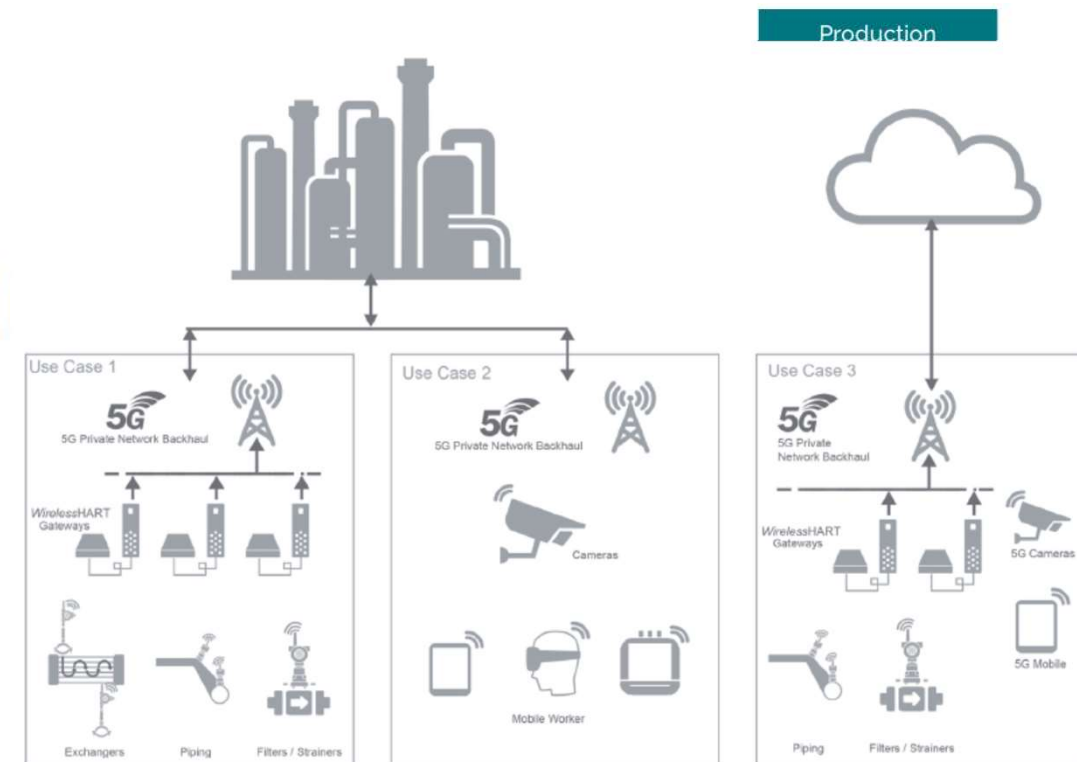 Production
Use Case 1
5G
5G Private Network Backhaul
WirelessHART
Gateways
Exchangers
Piping
Filters / Strainers
Use Case 2
5G
5G Private Network Backhaul
Cameras
Mobile Worker
Use Case 3
5G
5G Private
Network Backhaul
WirelessHART
Gateways
5G Cameras
5G Mobile
Piping
Filters / Strainers